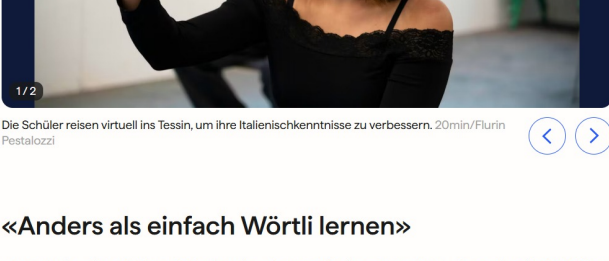 1 / 2
Die Schüler reisen virtuell ins Tessin, um ihre Italienischkenntnisse zu verbessern. 20min/Flurin
Pestalozzi
«Anders als einfach Wörtli lernen»